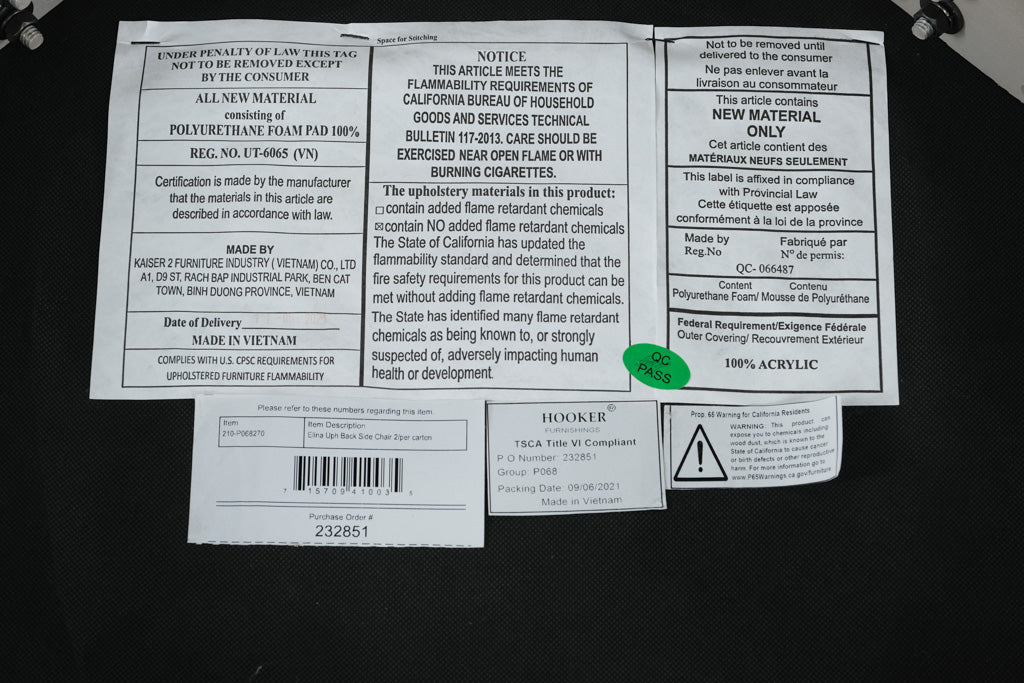 Space for Stitching
UNDER PENALTY OF LAW THIS TAG
NOT TO BE REMOVED EXCEPT
BY THE CONSUMER
ALL NEW MATERIAL
consisting of
POLYURETHANE FOAM PAD 100%
REG. NO. UT-6065 (VN)
Certification is made by the manufacturer
that the materials in this article are
described in accordance with law.
MADE BY
KAISER 2 FURNITURE INDUSTRY ( VIETNAM) CO., LTD
A1, D9 ST, RACH BAP INDUSTRIAL PARK, BEN CAT
TOWN, BINH DUONG PROVINCE, VIETNAM
Date of Delivery
MADE IN VIETNAM
COMPLIES WITH U.S. CPSC REQUIREMENTS FOR
UPHOLSTERED FURNITURE FLAMMABILITY
NOTICE
THIS ARTICLE MEETS THE
FLAMMABILITY REQUIREMENTS OF
CALIFORNIA BUREAU OF HOUSEHOLD
GOODS AND SERVICES TECHNICAL
BULLETIN 117-2013. CARE SHOULD BE
EXERCISED NEAR OPEN FLAME OR WITH
BURNING CIGARETTES.
The upholstery materials in this product:
☐contain added flame retardant chemicals
☒contain NO added flame retardant chemicals
The State of California has updated the
flammability standard and determined that the
fire safety requirements for this product can be
met without adding flame retardant chemicals.
The State has identified many flame retardant
chemicals as being known to, or strongly
suspected of, adversely impacting human
health or development.
Not to be removed until
delivered to the consumer
Ne pas enlever avant la
livraison au consommateur
This article contains
NEW MATERIAL
ONLY
Cet article contient des
MATÉRIAUX NEUFS SEULEMENT
This label is affixed in compliance
with Provincial Law
Cette étiquette est apposée
conformément à la loi de la province
Made by Fabriqué par
Reg.No N° de permis:
QC- 066487
Content Contenu
Polyurethane Foam/ Mousse de Polyuréthane
Federal Requirement/Exigence Fédérale
Outer Covering/ Recouvrement Extérieur
100% ACRYLIC
QC
PASS
Please refer to these numbers regarding this item.
Item Item Description
210-P068270 Elina Uph Back Side Chair 2/per carton
7 15709 41003 5
Purchase Order #
232851
HOOKER®
FURNISHINGS
TSCA Title VI Compliant
P O Number: 232851
Group: P068
Packing Date: 09/06/2021
Made in Vietnam
Prop. 65 Warning for California Residents
WARNING: This product can
expose you to chemicals including
wood dust, which is known to the
State of California to cause cancer
or birth defects or other reproductive
harm. For more information go to
www.P65Warnings.ca.gov/furniture